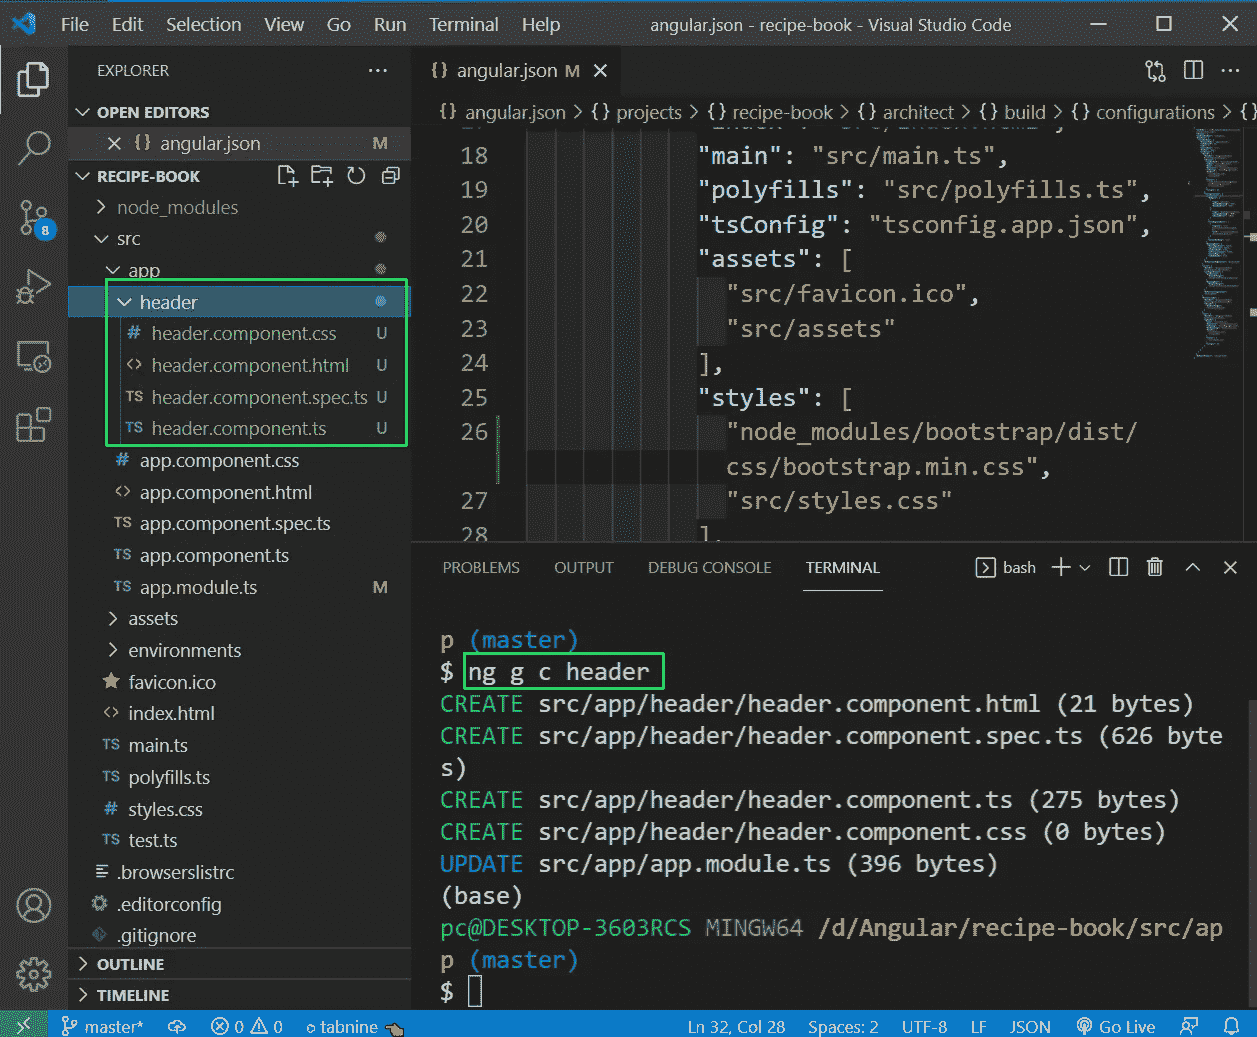 File Edit Selection View Go Run Terminal Help angular.json - recipe-book - Visual Studio Code
EXPLORER
OPEN EDITORS
{} angular.json M
RECIPE-BOOK
node_modules
src
app
header
# header.component.css U
<> header.component.html U
TS header.component.spec.ts U
TS header.component.ts U
# app.component.css
<> app.component.html
TS app.component.spec.ts
TS app.component.ts
TS app.module.ts M
assets
environments
favicon.ico
<> index.html
TS main.ts
TS polyfills.ts
# styles.css
TS test.ts
.browserslistrc
.editorconfig
.gitignore
OUTLINE
TIMELINE
8
{} angular.json M
{} angular.json > {} projects > {} recipe-book > {} architect > {} build > {} configurations > {}
18 "main": "src/main.ts",
19 "polyfills": "src/polyfills.ts",
20 "tsConfig": "tsconfig.app.json",
21 "assets": [
22 "src/favicon.ico",
23 "src/assets"
24 ],
25 "styles": [
26 "node_modules/bootstrap/dist/
css/bootstrap.min.css",
27 "src/styles.css"
28 ],
PROBLEMS OUTPUT DEBUG CONSOLE TERMINAL bash
p (master)
$ ng g c header
CREATE src/app/header/header.component.html (21 bytes)
CREATE src/app/header/header.component.spec.ts (626 byte
s)
CREATE src/app/header/header.component.ts (275 bytes)
CREATE src/app/header/header.component.css (0 bytes)
UPDATE src/app/app.module.ts (396 bytes)
(base)
pc@DESKTOP-3603RCS MINGW64 /d/Angular/recipe-book/src/ap
p (master)
$
master* 0 0 tabnine Ln 32, Col 28 Spaces: 2 UTF-8 LF JSON Go Live